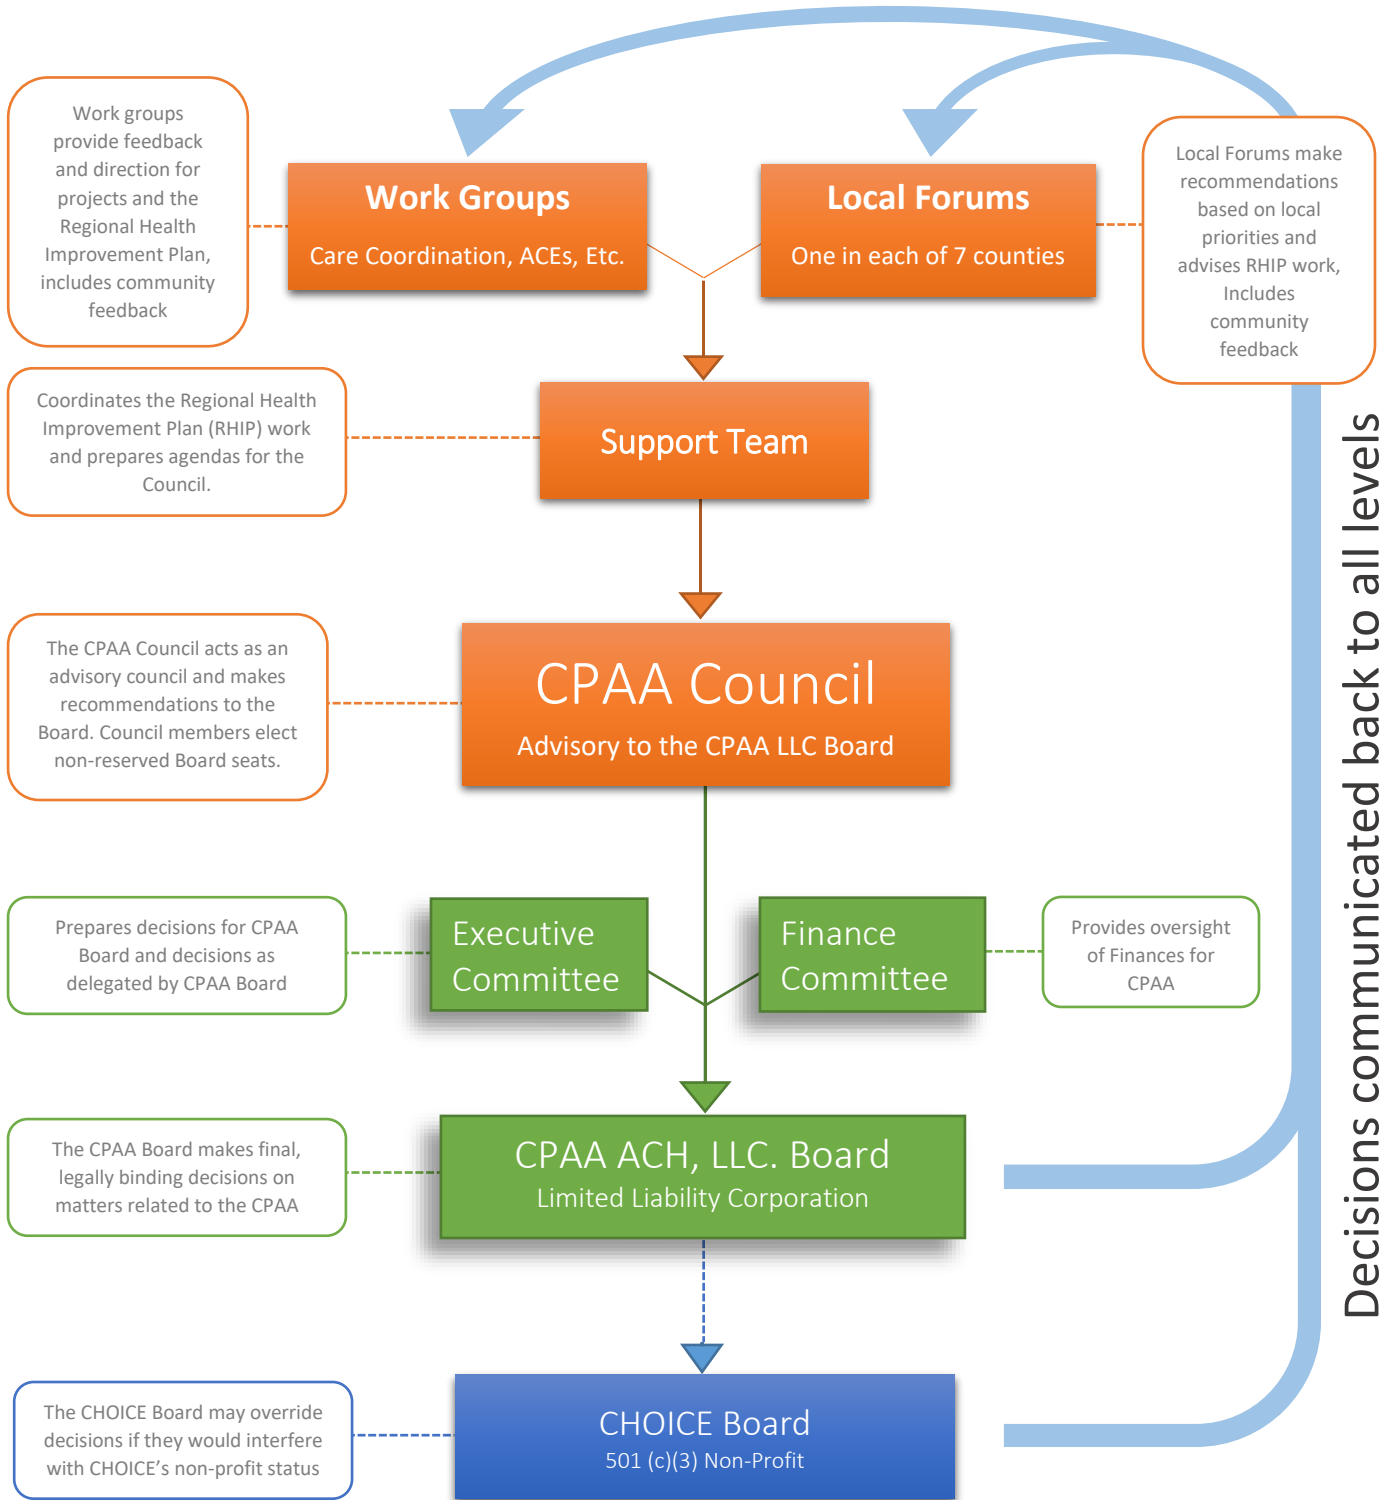 Work groups
provide feedback
and direction for
projects and the
Regional Health
Improvement Plan,
includes community
feedback
Work Groups
Care Coordination, ACEs, Etc.
Local Forums
One in each of 7 counties
Local Forums make
recommendations
based on local
priorities and
advises RHIP work,
Includes
community
feedback
Coordinates the Regional Health
Improvement Plan (RHIP) work
and prepares agendas for the
Council.
Support Team
The CPAA Council acts as an
advisory council and makes
recommendations to the
Board. Council members elect
non-reserved Board seats.
CPAA Council
Advisory to the CPAA LLC Board
Prepares decisions for CPAA
Board and decisions as
delegated by CPAA Board
Executive
Committee
Finance
Committee
Provides oversight
of Finances for
CPAA
The CPAA Board makes final,
legally binding decisions on
matters related to the CPAA
CPAA ACH, LLC. Board
Limited Liability Corporation
The CHOICE Board may override
decisions if they would interfere
with CHOICE’s non-profit status
CHOICE Board
501 (c)(3) Non-Profit
Decisions communicated back to all levels